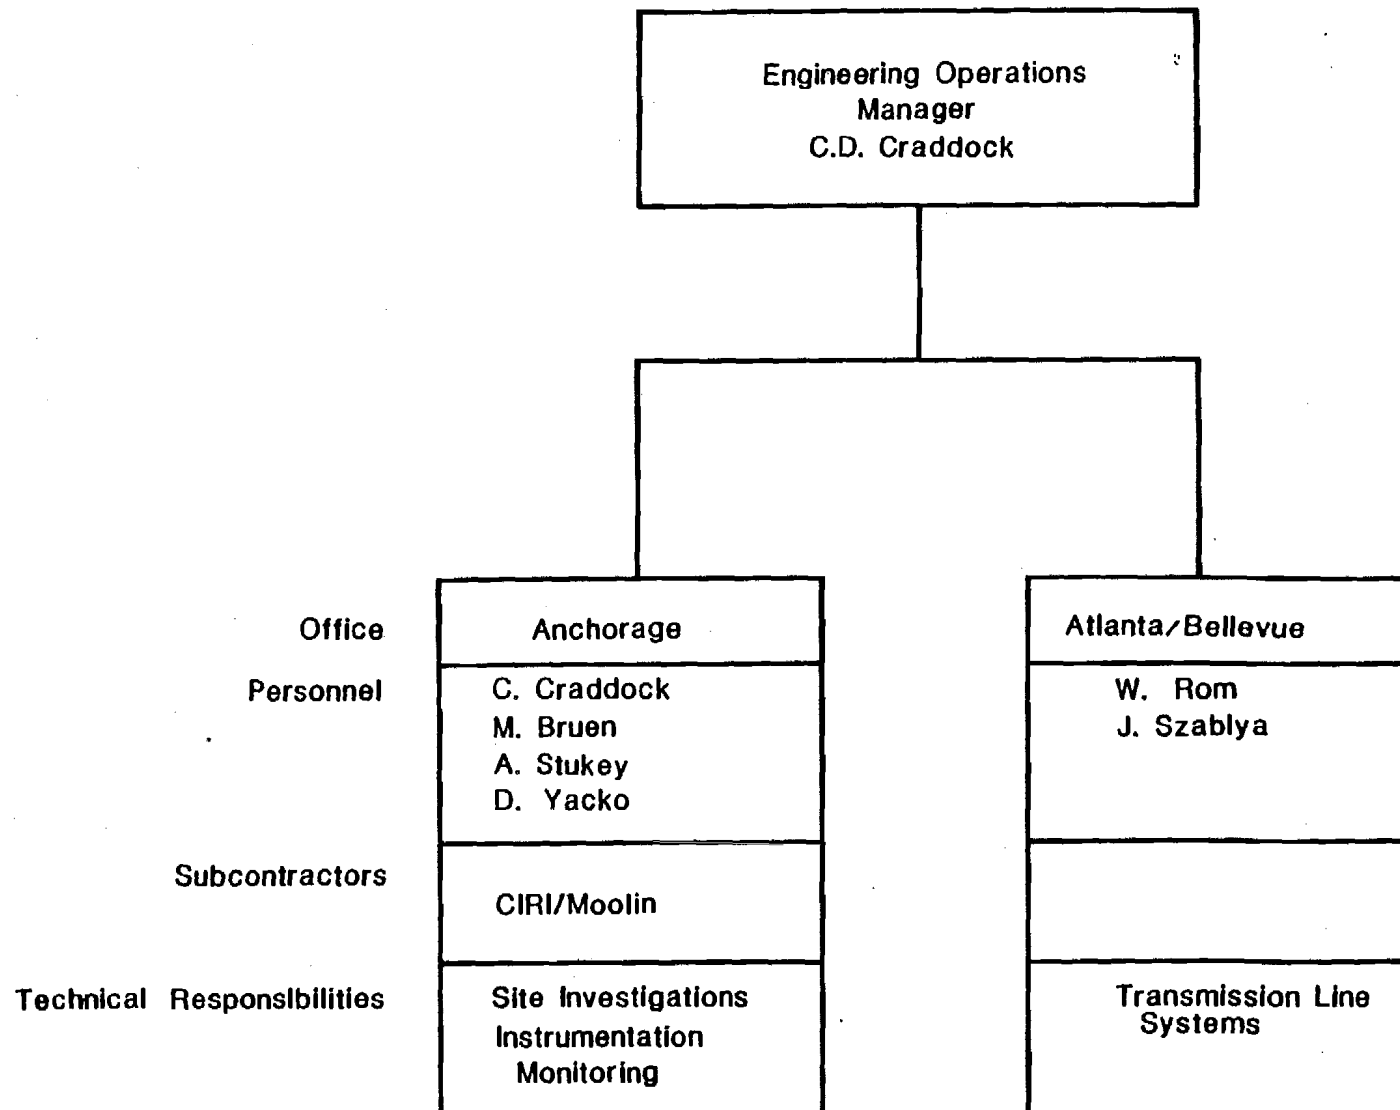 Engineering Operations
Manager
C.D. Craddock
Office
Anchorage
Atlanta/Bellevue
Personnel
C. Craddock
M. Bruen
A. Stukey
D. Yacko
W. Rom
J. Szablya
Subcontractors
CIRI/Moolin
Technical Responsibilities
Site Investigations
Instrumentation
Monitoring
Transmission Line
Systems